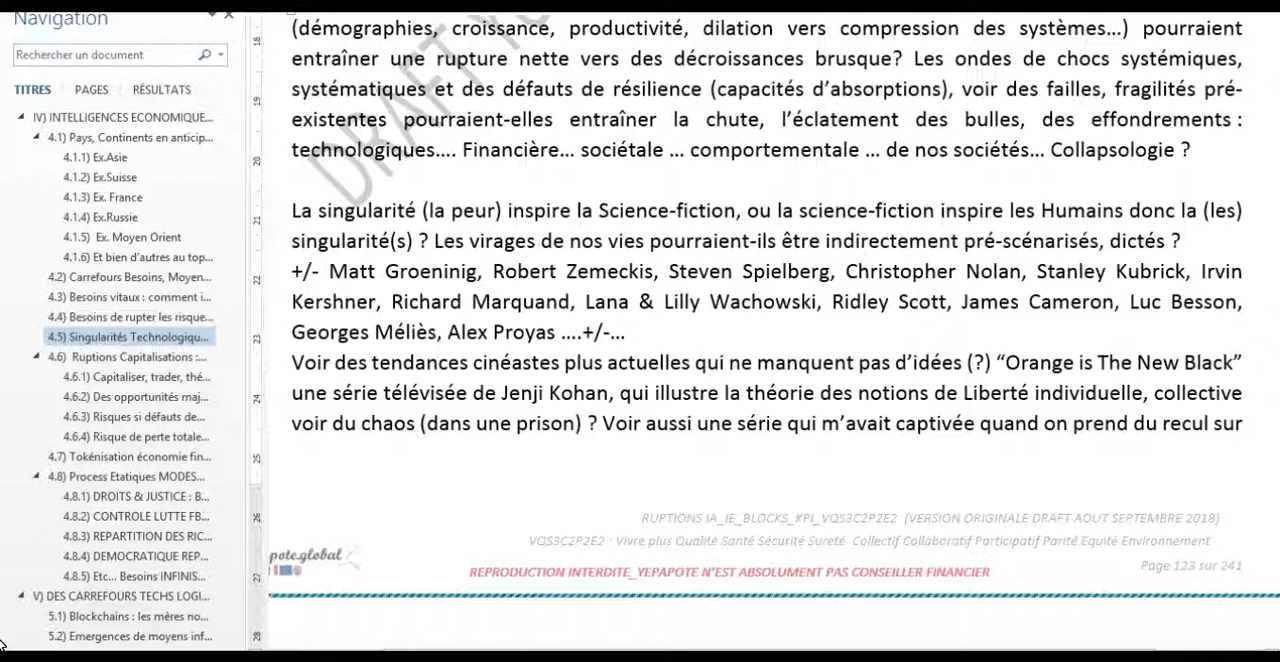 Navigation
Rechercher un document
TITRES PAGES RÉSULTATS
IV) INTELLIGENCES ECONOMIQUE...
4.1) Pays, Continents en anticip...
4.1.1) Ex.Asie
4.1.2) Ex.Suisse
4.1.3) Ex. France
4.1.4) Ex.Russie
4.1.5) Ex. Moyen Orient
4.1.6) Et bien d'autres au top...
4.2) Carrefours Besoins, Moyen...
4.3) Besoins vitaux : comment i...
4.4) Besoins de rupter les risque...
4.5) Singularités Technologiqu...
4.6) Ruptions Capitalisations :...
4.6.1) Capitaliser, trader, thé...
4.6.2) Des opportunités maj...
4.6.3) Risques si défauts de...
4.6.4) Risque de perte totale...
4.7) Tokénisation économie fin...
4.8) Process Etatiques MODES...
4.8.1) DROITS & JUSTICE : B...
4.8.2) CONTROLE LUTTE FB...
4.8.3) REPARTITION DES RIC...
4.8.4) DEMOCRATIQUE REP...
4.8.5) Etc... Besoins INFINIS...
V) DES CARREFOURS TECHS LOGI...
5.1) Blockchains : les mères no...
5.2) Emergences de moyens inf...
18
19
20
21
22
23
24
25
26
27
28
(démographies, croissance, productivité, dilation vers compression des systèmes...) pourraient
entraîner une rupture nette vers des décroissances brusque? Les ondes de chocs systémiques,
systématiques et des défauts de résilience (capacités d'absorptions), voir des failles, fragilités pré-
existentes pourraient-elles entraîner la chute, l'éclatement des bulles, des effondrements :
technologiques.... Financière... sociétale ... comportementale ... de nos sociétés... Collapsologie ?
La singularité (la peur) inspire la Science-fiction, ou la science-fiction inspire les Humains donc la (les)
singularité(s) ? Les virages de nos vies pourraient-ils être indirectement pré-scénarisés, dictés ?
+/- Matt Groeninig, Robert Zemeckis, Steven Spielberg, Christopher Nolan, Stanley Kubrick, Irvin
Kershner, Richard Marquand, Lana & Lilly Wachowski, Ridley Scott, James Cameron, Luc Besson,
Georges Méliès, Alex Proyas ....+/-...
Voir des tendances cinéastes plus actuelles qui ne manquent pas d'idées (?) “Orange is The New Black”
une série télévisée de Jenji Kohan, qui illustre la théorie des notions de Liberté individuelle, collective
voir du chaos (dans une prison) ? Voir aussi une série qui m'avait captivée quand on prend du recul sur
DRAFT
RUPTIONS IA_IE_BLOCKS_KPI_VQS3C2P2E2 (VERSION ORIGINALE DRAFT AOUT SEPTEMBRE 2018)
VQS3C2P2E2 : Vivre plus Qualité Santé Sécurité Sureté Collectif Collaboratif Participatif Parité Equité Environnement
pote.global
REPRODUCTION INTERDITE_YEPAPOTE N'EST ABSOLUMENT PAS CONSEILLER FINANCIER
Page 123 sur 241